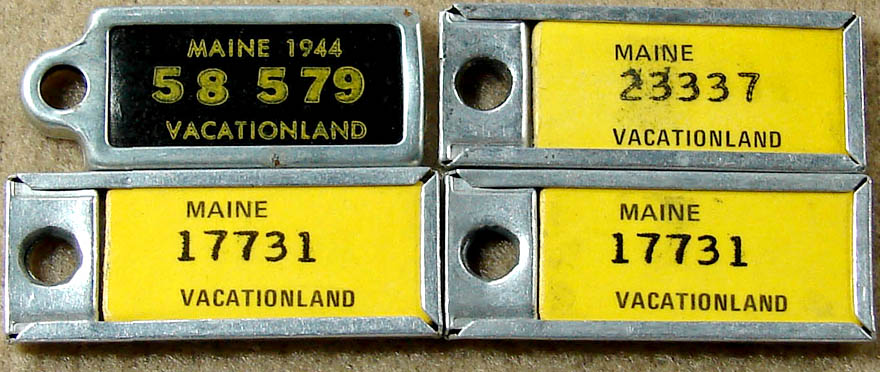 MAINE 1944
58 579
VACATIONLAND
MAINE
23337
VACATIONLAND
MAINE
17731
VACATIONLAND
MAINE
17731
VACATIONLAND